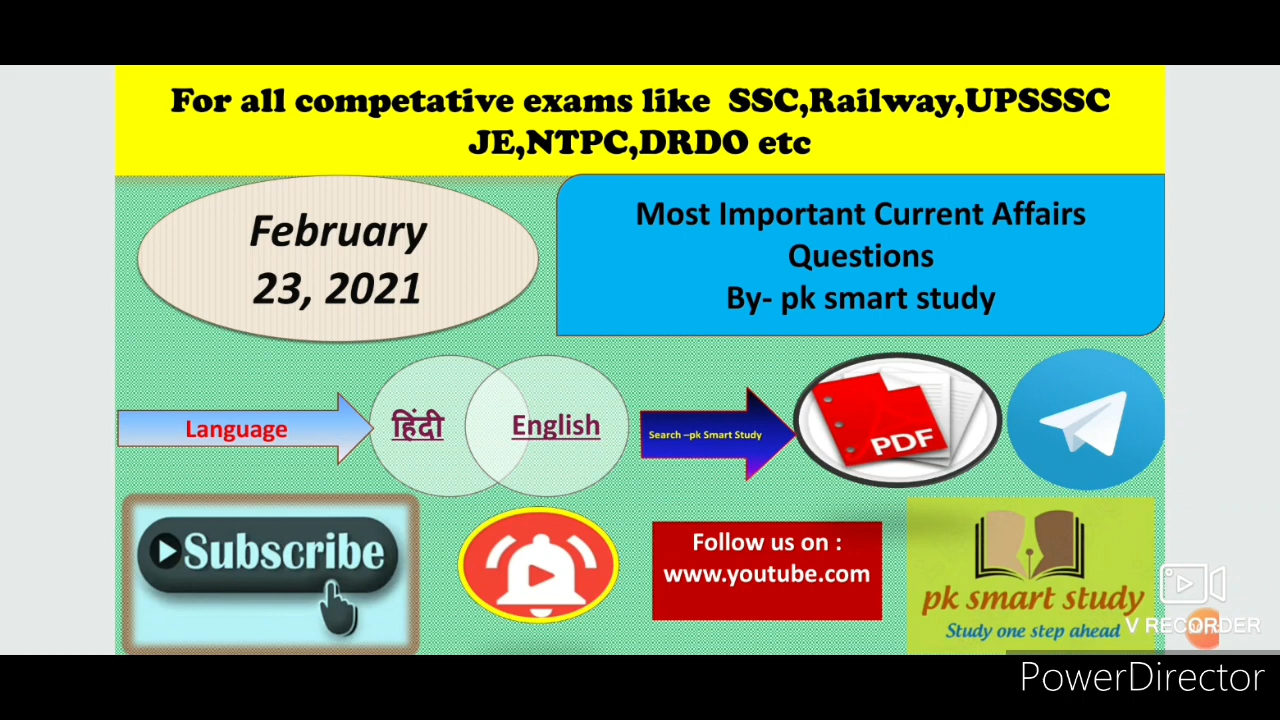 For all competative exams like SSC,Railway,UPSSSC
JE,NTPC,DRDO etc
February
23, 2021
Most Important Current Affairs
Questions
By- pk smart study
Language
हिंदी
English
Search –pk Smart Study
PDF
Subscribe
Follow us on :
www.youtube.com
pk smart study
Study one step ahead
V RECORDER
PowerDirector